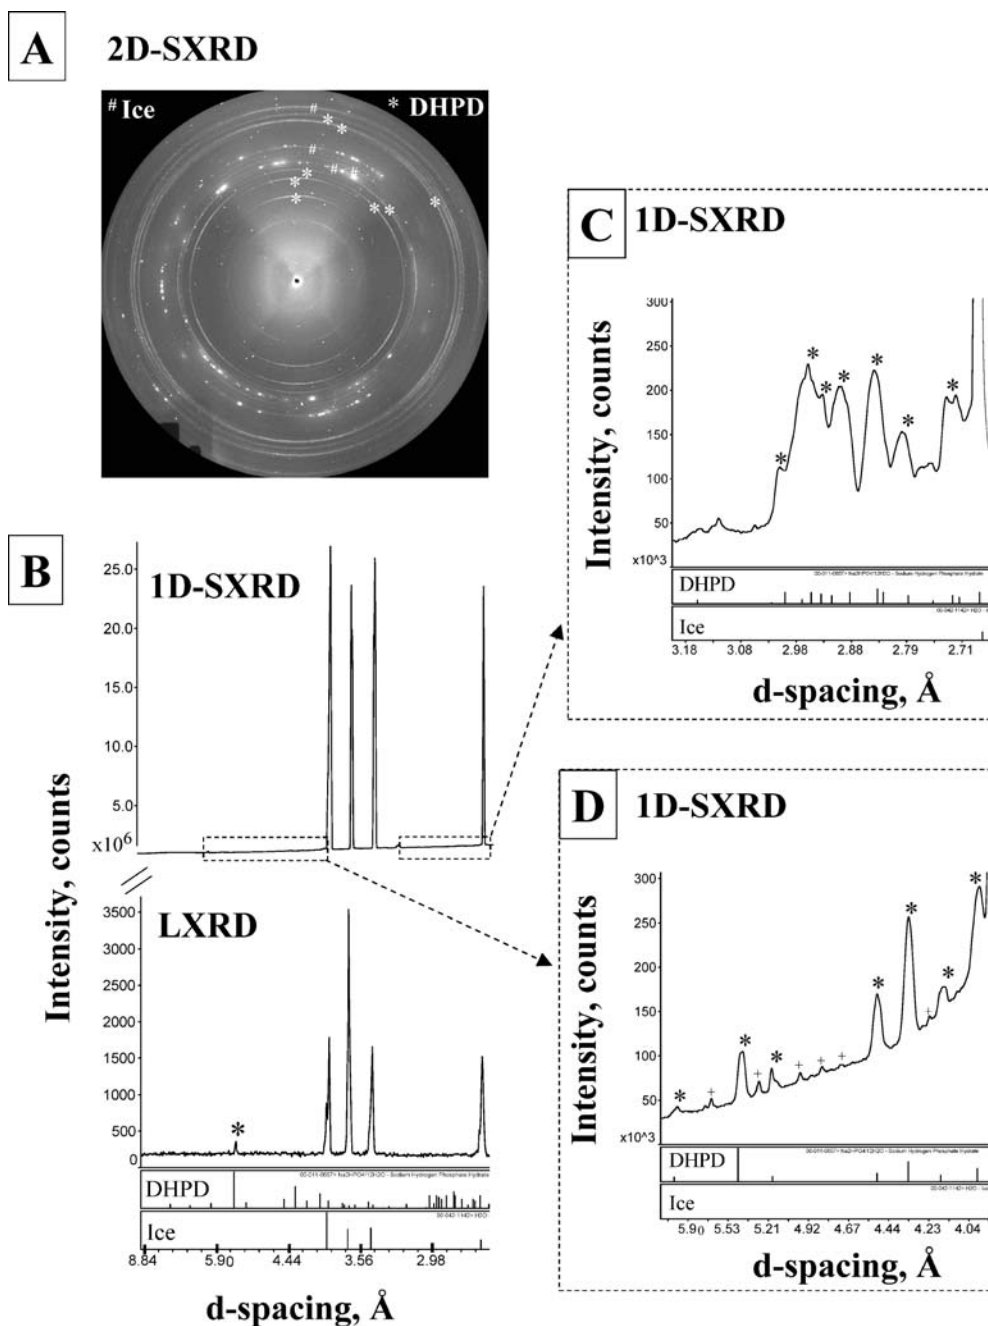 A
2D-SXRD
# Ice
* DHPD
#
* *
#
# #
* *
*
* *
*
B
1D-SXRD
25.0
20.0
15.0
10.0
5.0
x10^6
Intensity, counts
LXRD
3500
3000
2500
2000
1500
1000
500
0
*
DHPD
Ice
8.84 5.90 4.44 3.56 2.98
d-spacing, Å
C
1D-SXRD
Intensity, counts
300
250
200
150
100
50
x10^3
* * * * * * *
DHPD
Ice
3.18 3.08 2.98 2.88 2.79 2.71
d-spacing, Å
D
1D-SXRD
Intensity, counts
300
250
200
150
100
50
x10^3
* + * + * + + + * * + * *
DHPD
Ice
5.90 5.53 5.21 4.92 4.67 4.44 4.23 4.04
d-spacing, Å